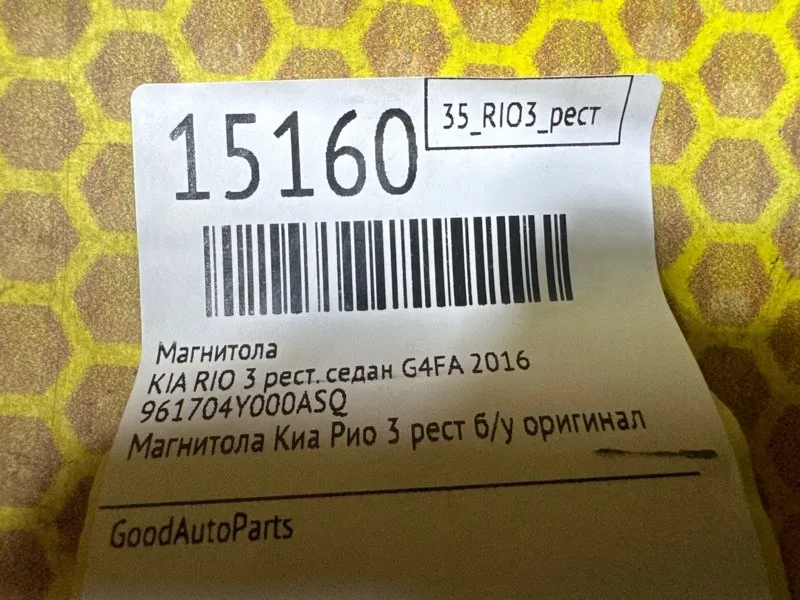 15160
35_RIO3_рест
Магнитола
KIA RIO 3 рест. седан G4FA 2016
961704Y000ASQ
Магнитола Киа Рио 3 рест б/у оригинал
GoodAutoParts